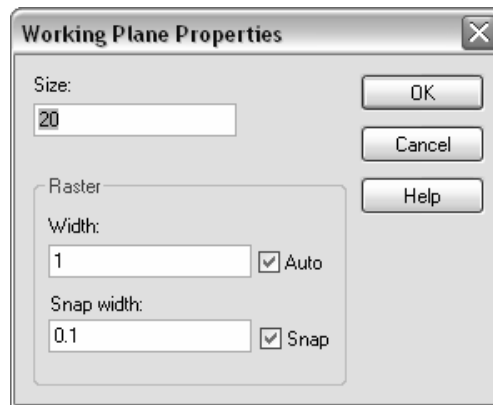 Working Plane Properties
Size:
20
OK
Cancel
Help
Raster
Width:
1
Auto
Snap width:
0.1
Snap